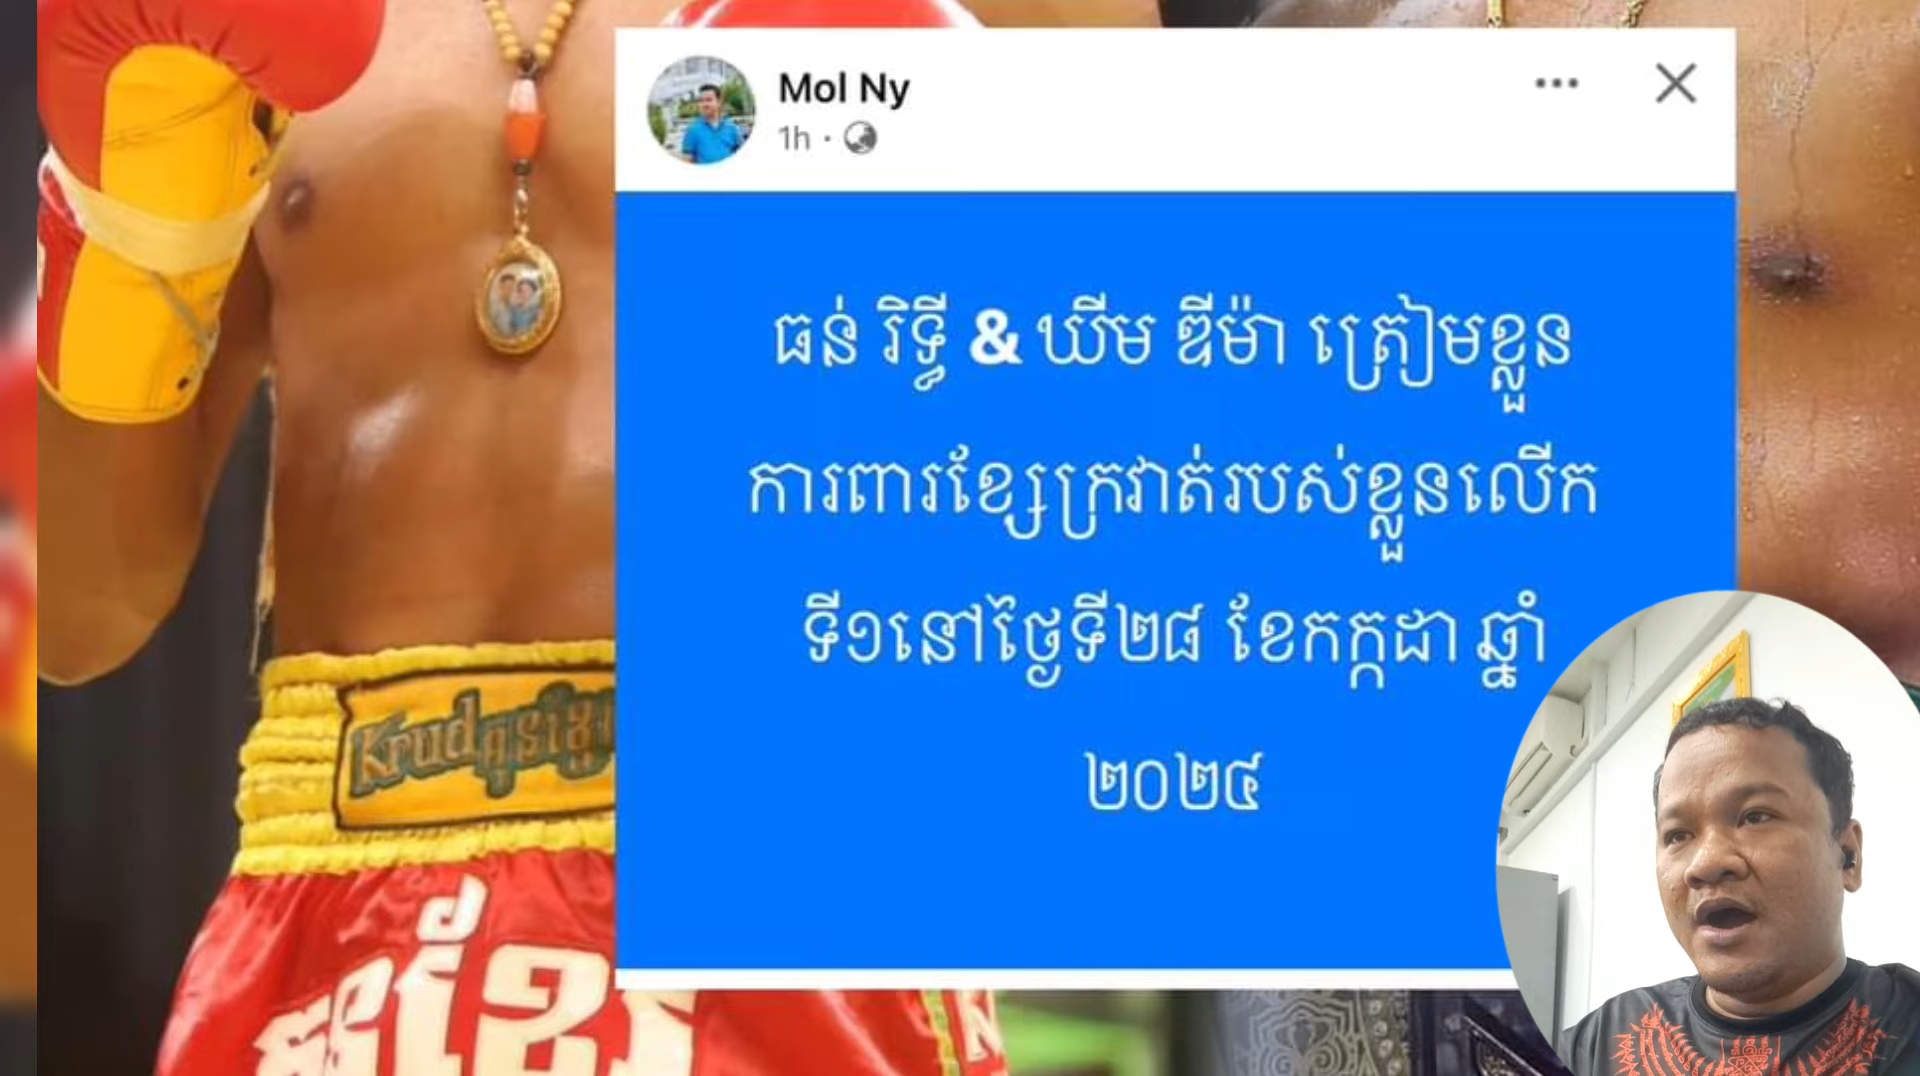 Mol Ny
1h
ធន់ រិទ្ធី & ឃីម ឌីម៉ា ត្រៀមខ្លួន
ការពារខ្សែក្រវាត់របស់ខ្លួនលើក
ទី១នៅថ្ងៃទី២៨ ខែកក្កដា ឆ្នាំ
២០២៤
Krud